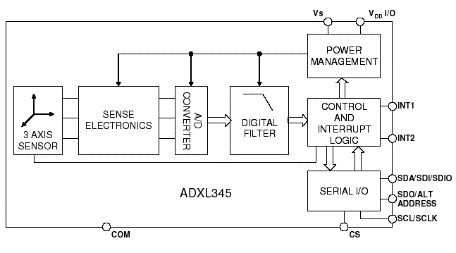 Vs
VDD I/O
POWER
MANAGEMENT
3 AXIS
SENSOR
SENSE
ELECTRONICS
A/D
CONVERTER
DIGITAL
FILTER
CONTROL
AND
INTERRUPT
LOGIC
INT1
INT2
SERIAL I/O
SDA/SDI/SDIO
SDO/ALT
ADDRESS
SCL/SCLK
ADXL345
COM
CS